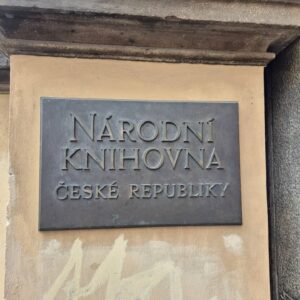 NÁRODNÍ
KNIHOVNA
ČESKÉ REPUBLIKY